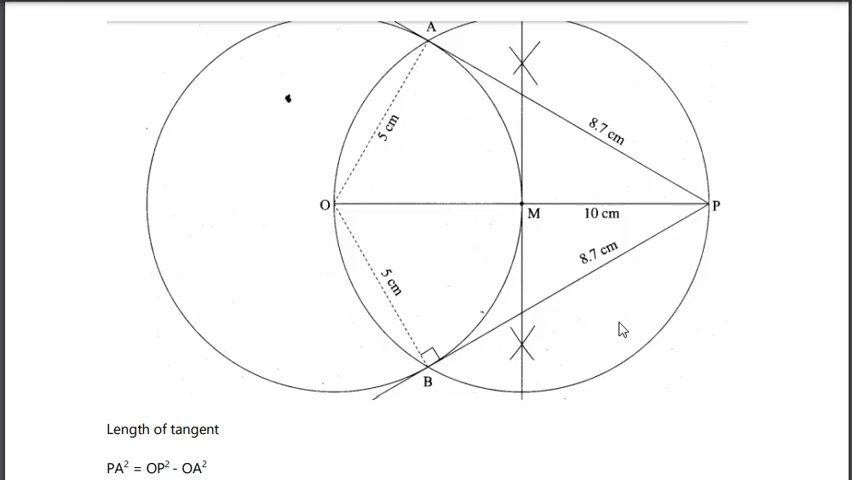 A
5 cm
8.7 cm
O
M
10 cm
P
5 cm
8.7 cm
B
Length of tangent
PA² = OP² - OA²